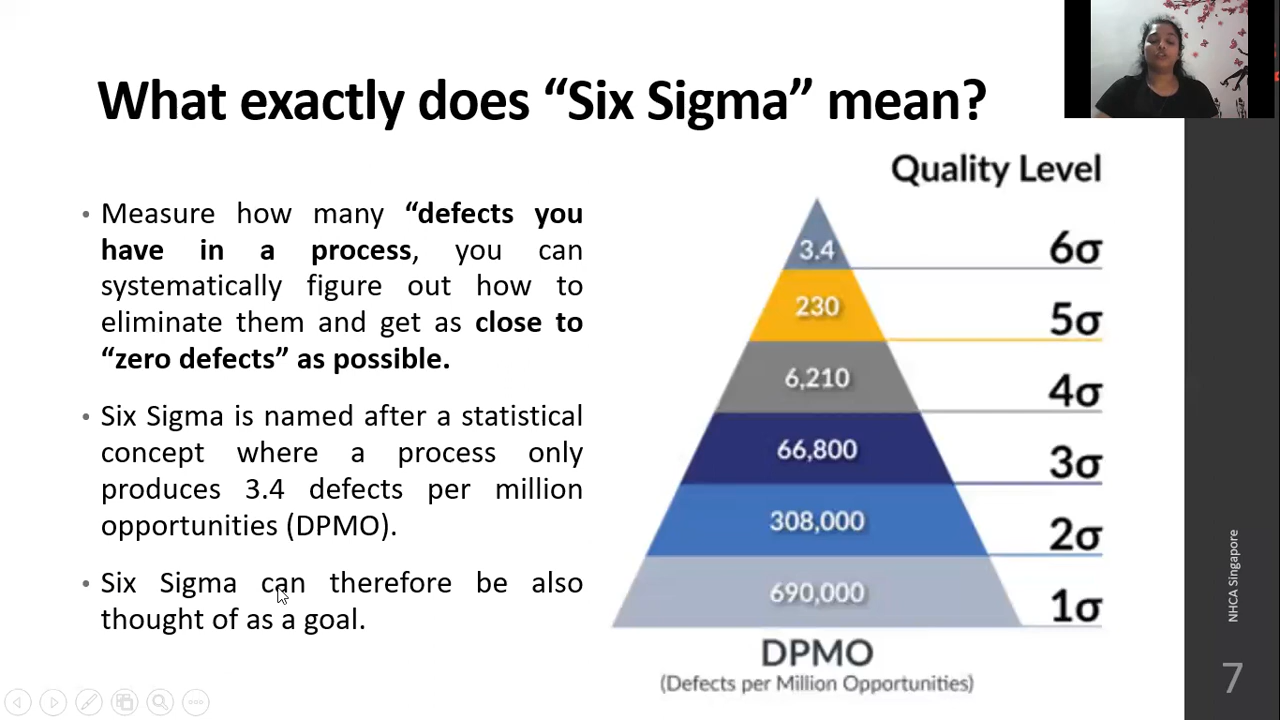 What exactly does “Six Sigma” mean?
• Measure how many “defects you
have in a process, you can
systematically figure out how to
eliminate them and get as close to
“zero defects” as possible.
• Six Sigma is named after a statistical
concept where a process only
produces 3.4 defects per million
opportunities (DPMO).
• Six Sigma can therefore be also
thought of as a goal.
Quality Level
3.4 6σ
230 5σ
6,210 4σ
66,800 3σ
308,000 2σ
690,000 1σ
DPMO
(Defects per Million Opportunities)
NHCA Singapore
7